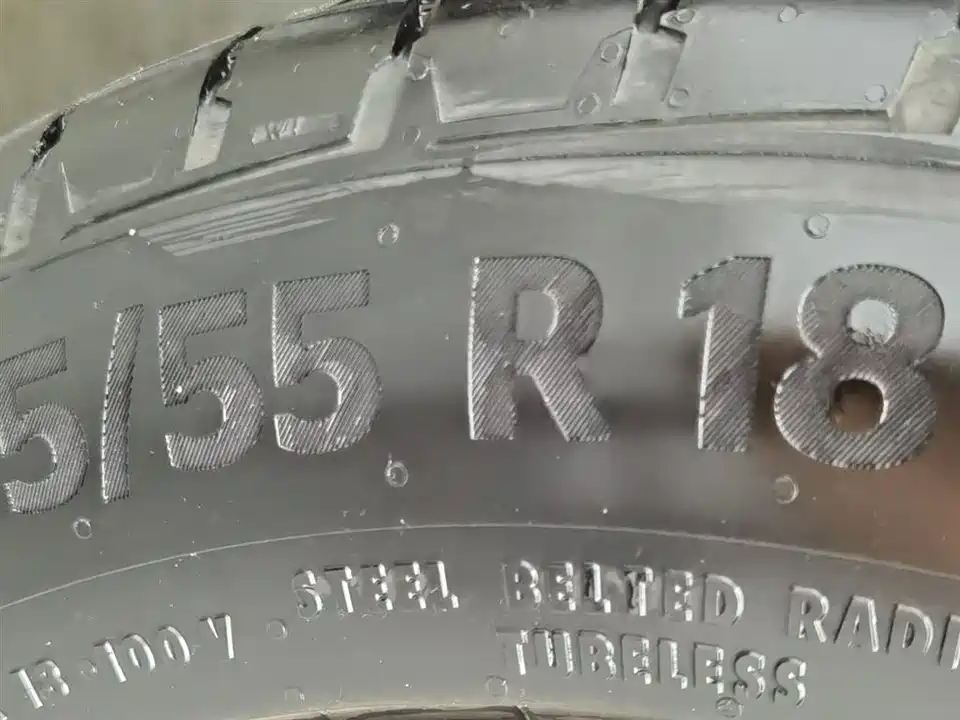 5/55 R 18
18 · 100 V · STEEL BELTED RADI
TUBELESS